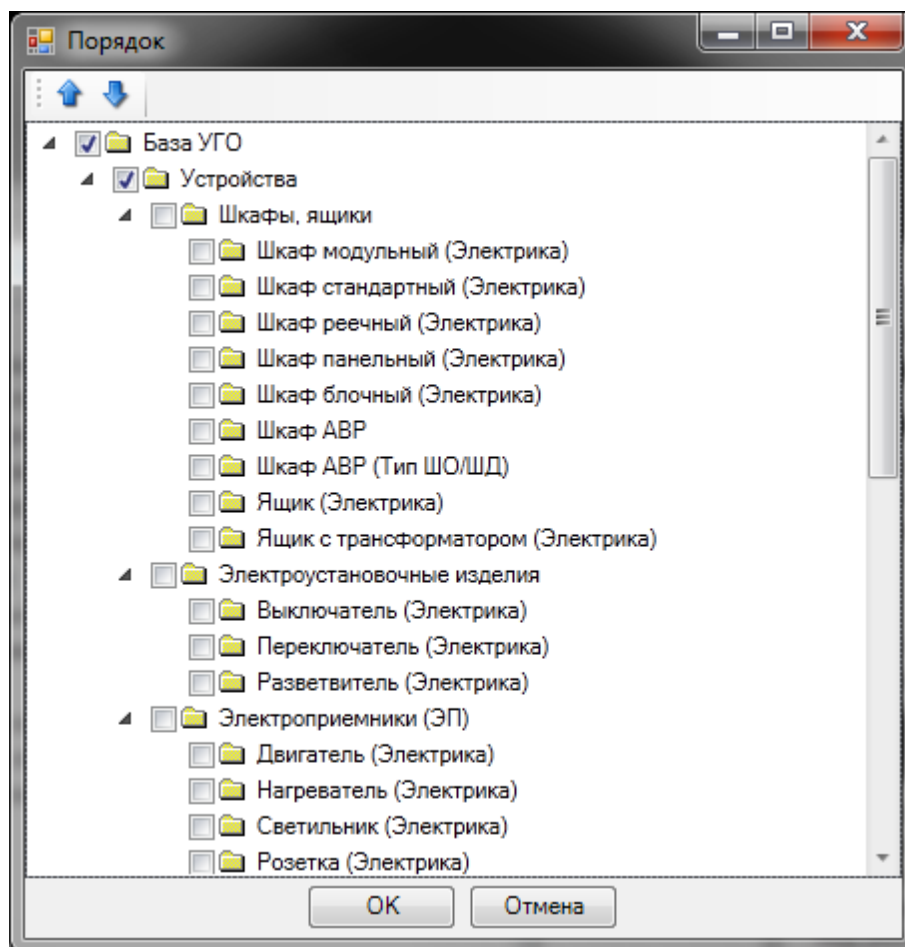 Порядок
База УГО
Устройства
Шкафы, ящики
Шкаф модульный (Электрика)
Шкаф стандартный (Электрика)
Шкаф реечный (Электрика)
Шкаф панельный (Электрика)
Шкаф блочный (Электрика)
Шкаф АВР
Шкаф АВР (Тип ШО/ШД)
Ящик (Электрика)
Ящик с трансформатором (Электрика)
Электроустановочные изделия
Выключатель (Электрика)
Переключатель (Электрика)
Разветвитель (Электрика)
Электроприемники (ЭП)
Двигатель (Электрика)
Нагреватель (Электрика)
Светильник (Электрика)
Розетка (Электрика)
OK Отмена